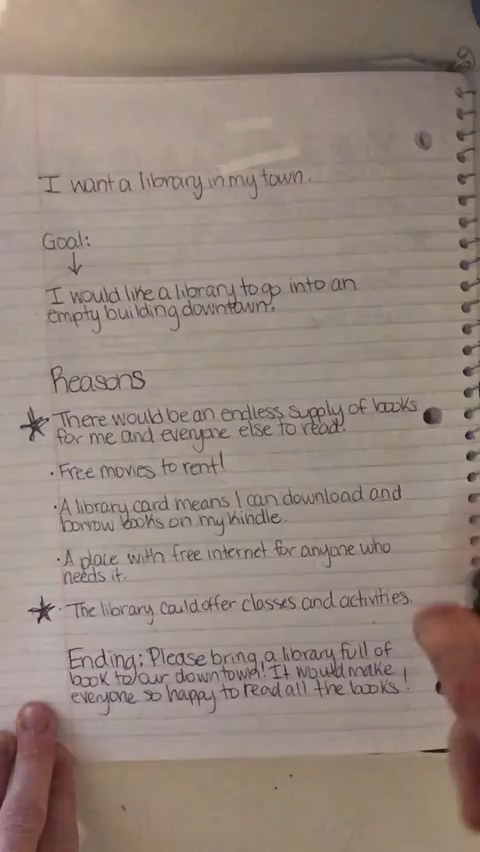 I want a library in my town.
Goal:
↓
I would like a library to go into an
empty building downtown.
Reasons
★ There would be an endless supply of books
for me and everyone else to read.
· Free movies to rent!
· A library card means I can download and
borrow books on my kindle.
· A place with free internet for anyone who
needs it.
★ · The library could offer classes and activities.
Ending: Please bring a library full of
book to our downtown! It would make
everyone so happy to read all the books!